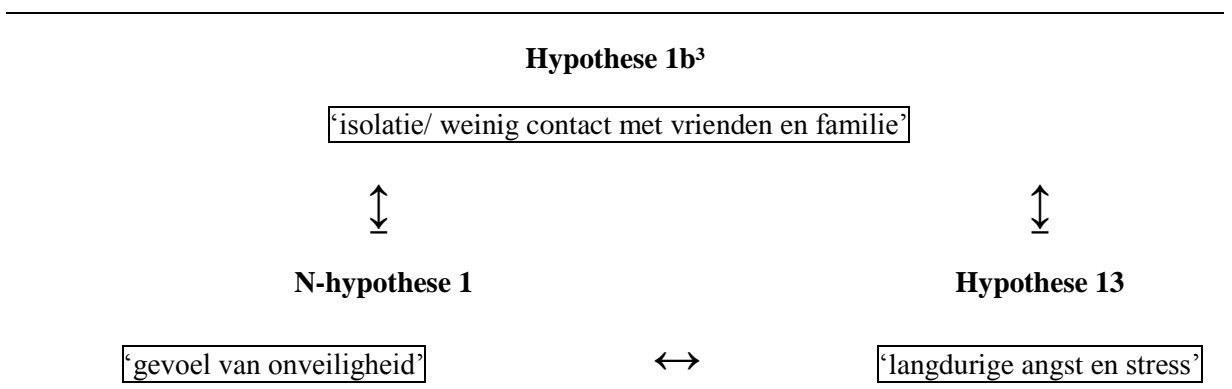 Hypothese 1b³
‘isolatie/ weinig contact met vrienden en familie’
↨ ↨
N-hypothese 1 Hypothese 13
‘gevoel van onveiligheid’ ↔ ‘langdurige angst en stress’